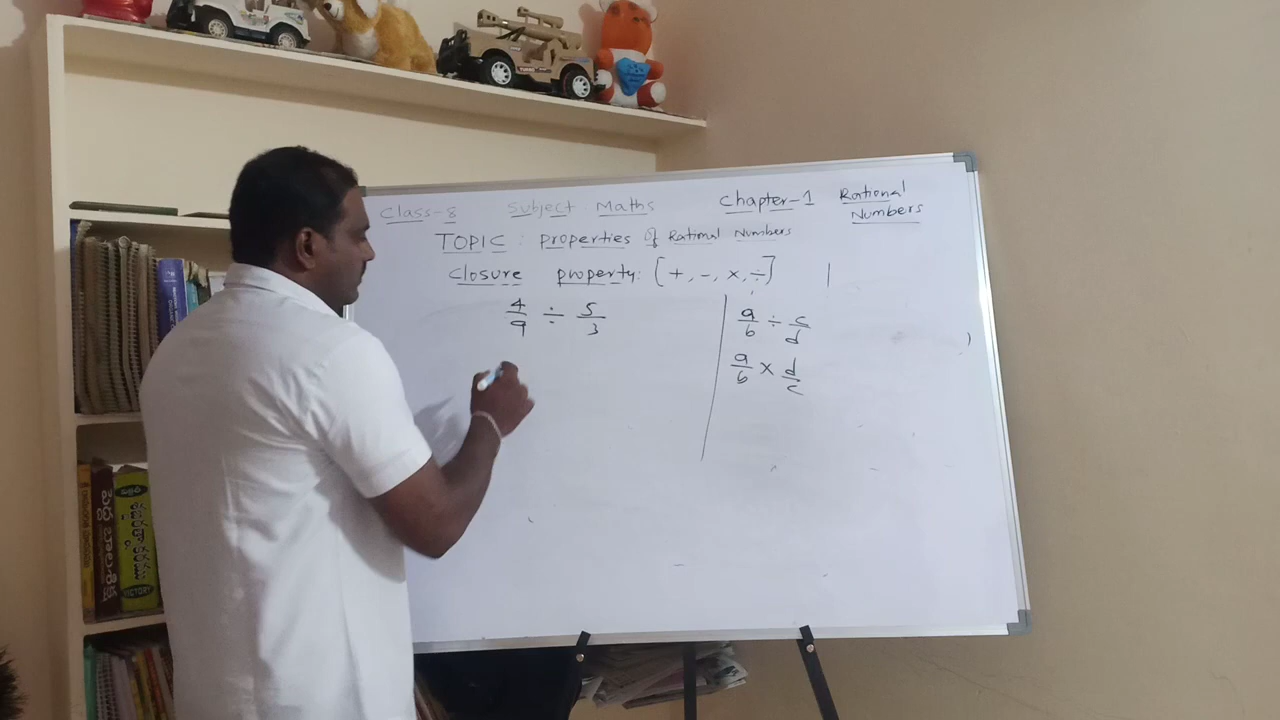 Class-8 Subject Maths Chapter-1 Rational Numbers
TOPIC: Properties of Rational Numbers
Closure property: [+, -, ×, ÷]
4/9 ÷ 5/3
a/b ÷ c/d
a/b × d/c
VICTORY